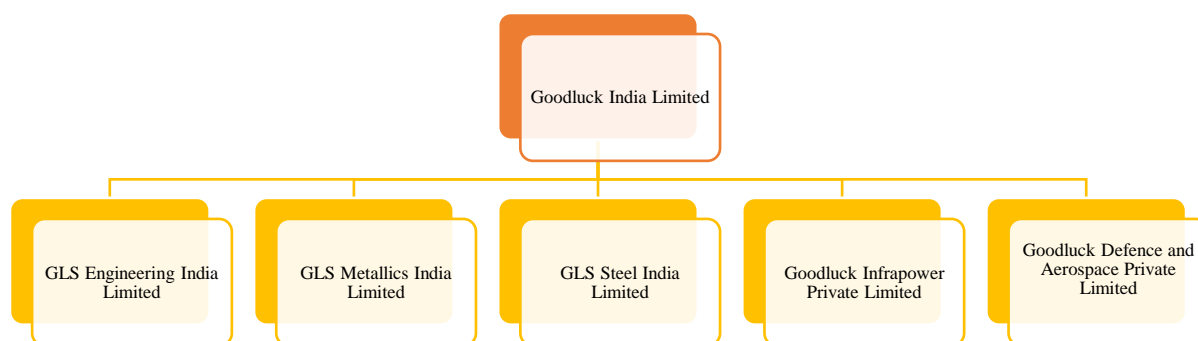 Goodluck India Limited
GLS Engineering India
Limited
GLS Metallics India
Limited
GLS Steel India
Limited
Goodluck Infrapower
Private Limited
Goodluck Defence and
Aerospace Private
Limited